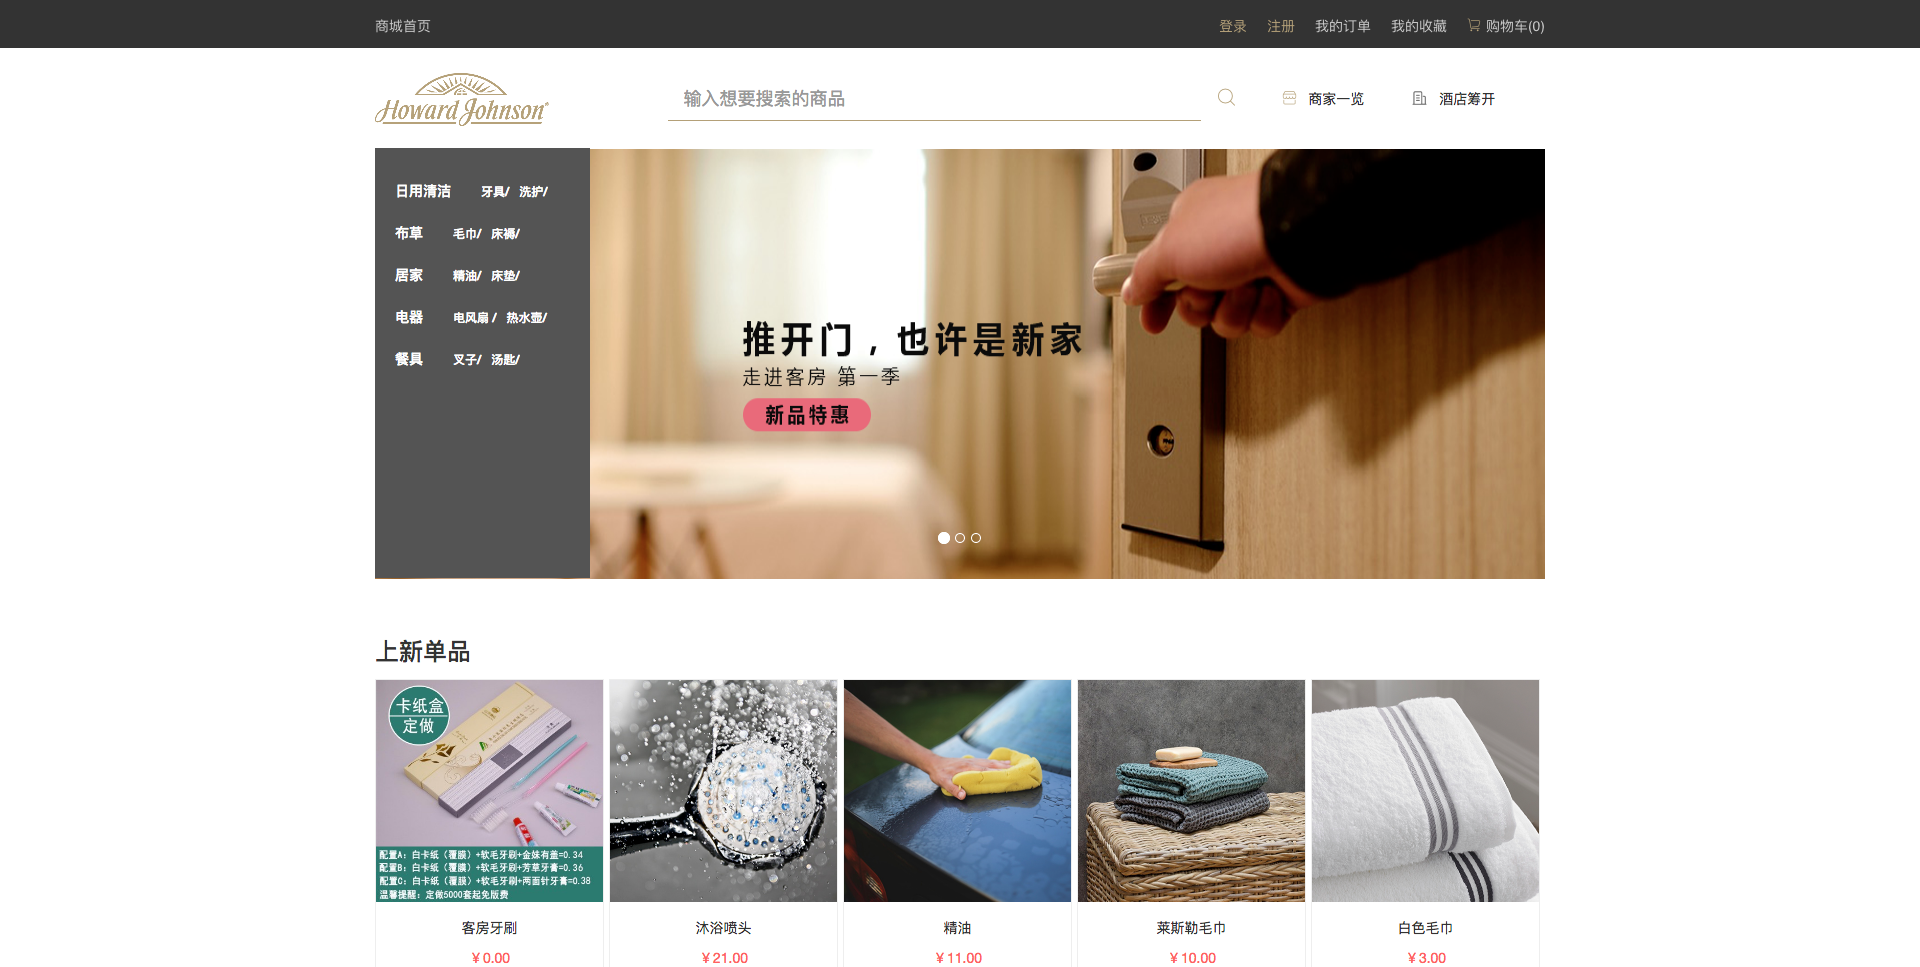 商城首页
登录 注册 我的订单 我的收藏 购物车(0)
Howard Johnson®
输入想要搜索的商品
商家一览 酒店筹开
日用清洁 牙具/ 洗护/
布草 毛巾/ 床褥/
居家 精油/ 床垫/
电器 电风扇 / 热水壶/
餐具 叉子/ 汤匙/
推开门，也许是新家
走进客房 第一季
新品特惠
上新单品
卡纸盒
定做
配置A：白卡纸（覆膜）+软毛牙刷+金妹有盖=0.34
配置B：白卡纸（覆膜）+软毛牙刷+芳草牙膏=0.36
配置C：白卡纸（覆膜）+软毛牙刷+两面针牙膏=0.38
温馨提醒：定做5000套起免版费
客房牙刷 沐浴喷头 精油 莱斯勒毛巾 白色毛巾
¥0.00 ¥21.00 ¥11.00 ¥10.00 ¥3.00